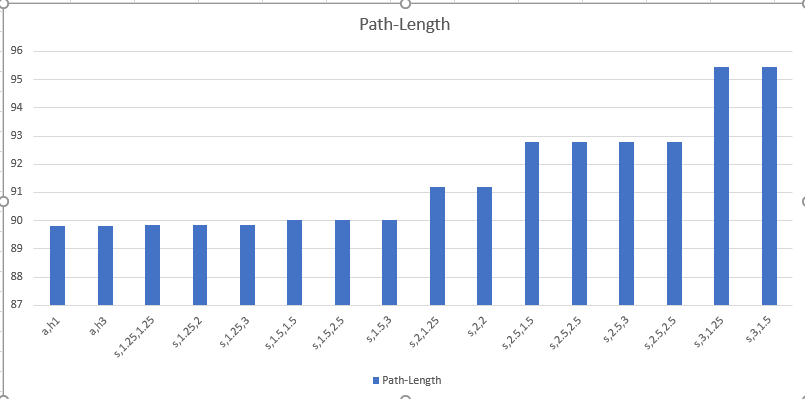 Path-Length
96
95
94
93
92
91
90
89
88
87
a,h1
a,h3
s,1.25,1.25
s,1.25,2
s,1.25,3
s,1.5,1.5
s,1.5,2.5
s,1.5,3
s,2,1.25
s,2,2
s,2.5,1.5
s,2.5,2.5
s,2.5,3
s,2.5,2.5
s,3,1.25
s,3,1.5
Path-Length